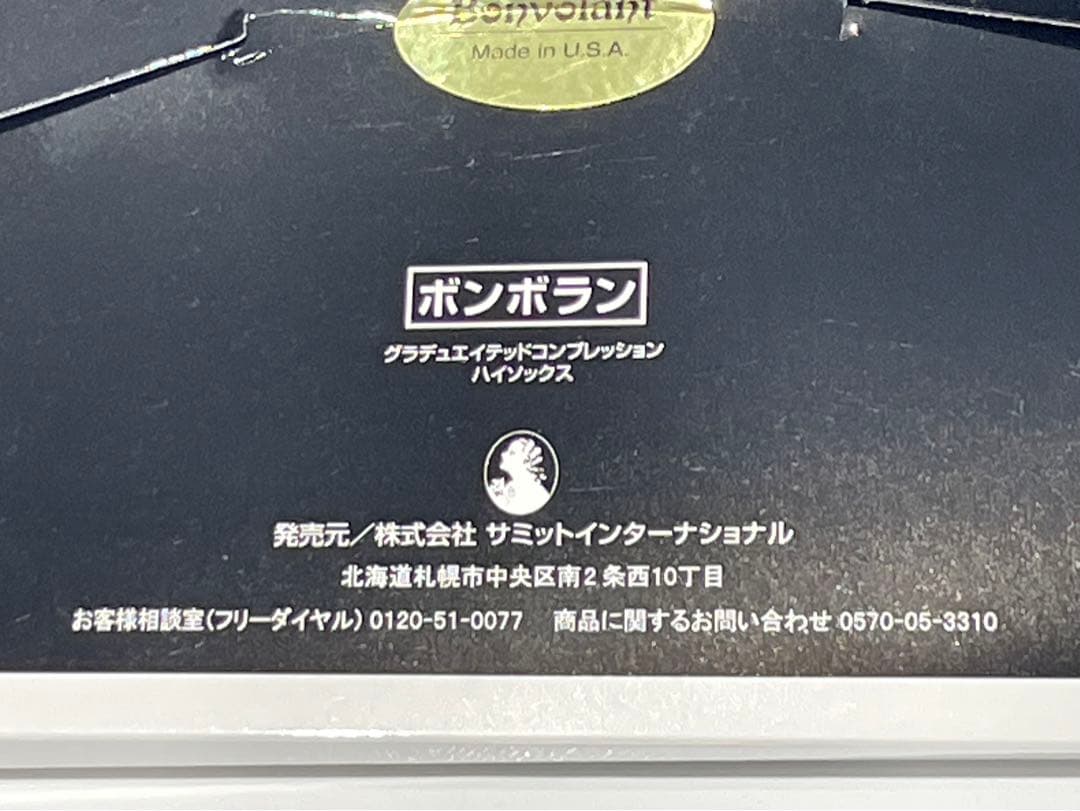 Bonvolant
Made in U.S.A.
ボンボラン
グラデュエイテッドコンプレッション
ハイソックス
発売元／株式会社 サミットインターナショナル
北海道札幌市中央区南2条西10丁目
お客様相談室(フリーダイヤル) 0120-51-0077 商品に関するお問い合わせ 0570-05-3310